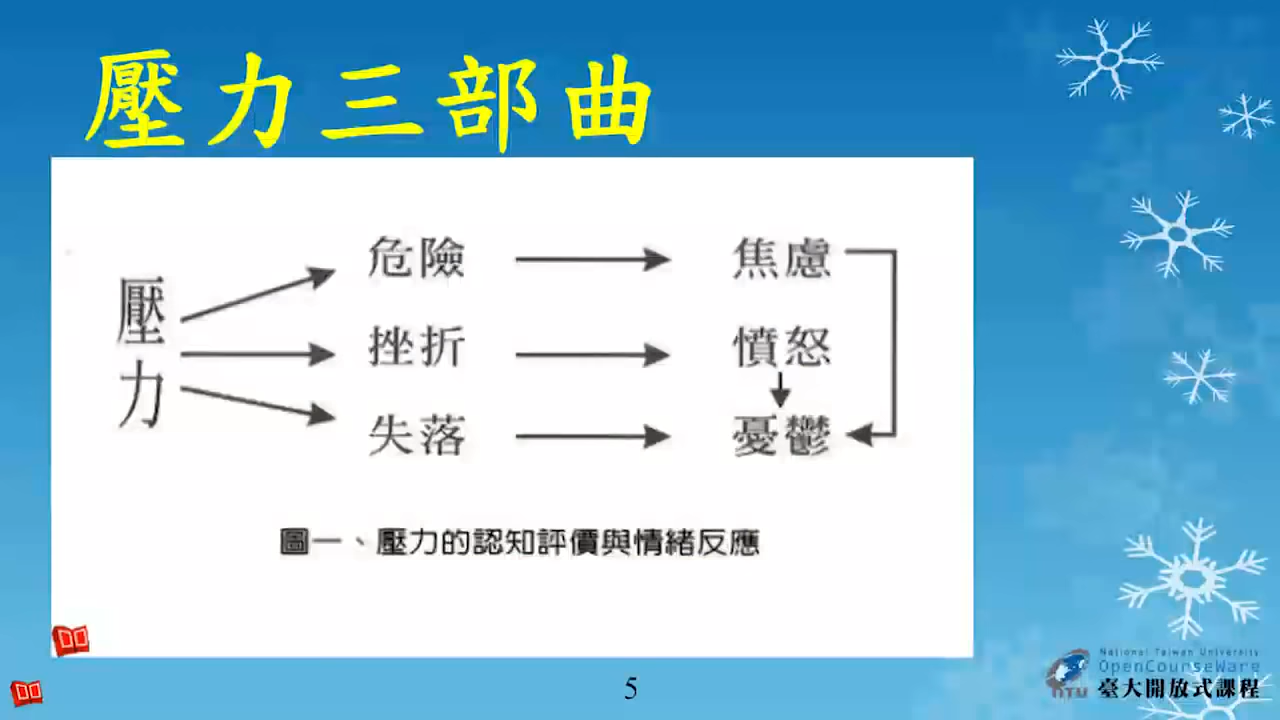 壓力三部曲
壓力
危險
焦慮
挫折
憤怒
失落
憂鬱
圖一、壓力的認知評價與情緒反應
5
National Taiwan University
OpenCourseWare
NTU
臺大開放式課程